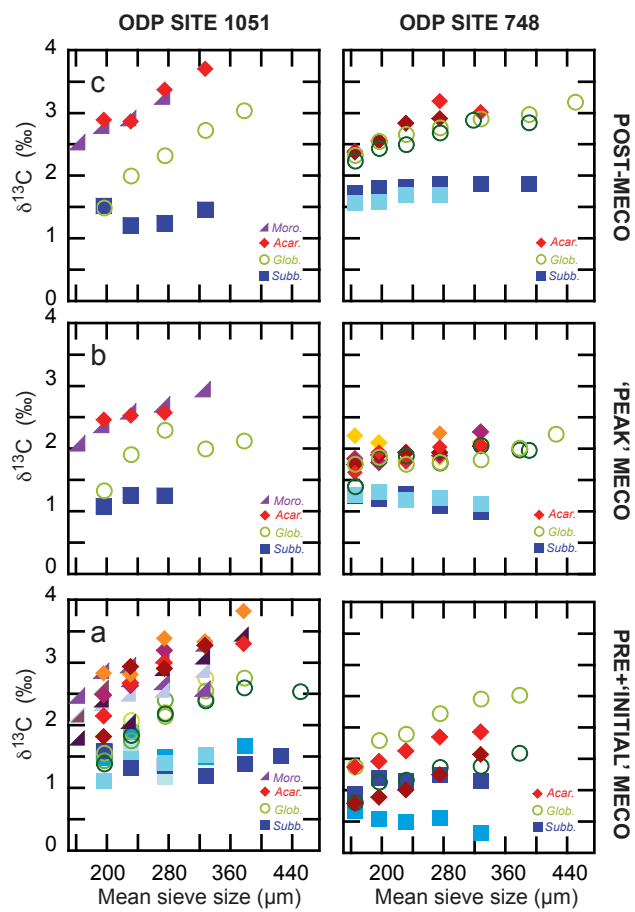 ODP SITE 1051 ODP SITE 748
4
3
2
1
0
δ13C (‰)
c
Moro.
Acar.
Glob.
Subb.
Acar.
Glob.
Subb.
POST-MECO
4
3
2
1
0
δ13C (‰)
b
Moro.
Acar.
Glob.
Subb.
Acar.
Glob.
Subb.
'PEAK' MECO
4
3
2
1
0
δ13C (‰)
a
Moro.
Acar.
Glob.
Subb.
Acar.
Glob.
Subb.
PRE+'INITIAL' MECO
200 280 360 440 200 280 360 440
Mean sieve size (µm) Mean sieve size (µm)